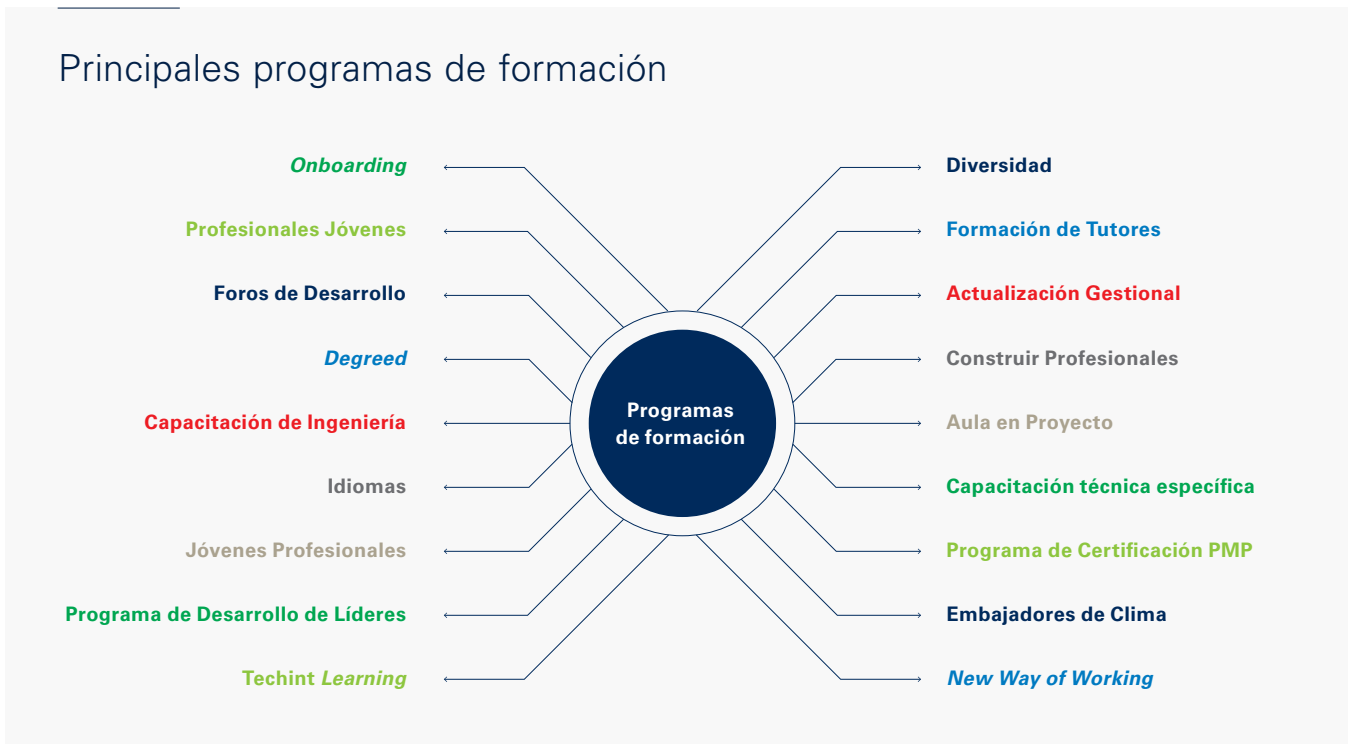 Principales programas de formación
Onboarding
Profesionales Jóvenes
Foros de Desarrollo
Degreed
Capacitación de Ingeniería
Idiomas
Jóvenes Profesionales
Programa de Desarrollo de Líderes
Techint Learning
Programas
de formación
Diversidad
Formación de Tutores
Actualización Gestional
Construir Profesionales
Aula en Proyecto
Capacitación técnica específica
Programa de Certificación PMP
Embajadores de Clima
New Way of Working